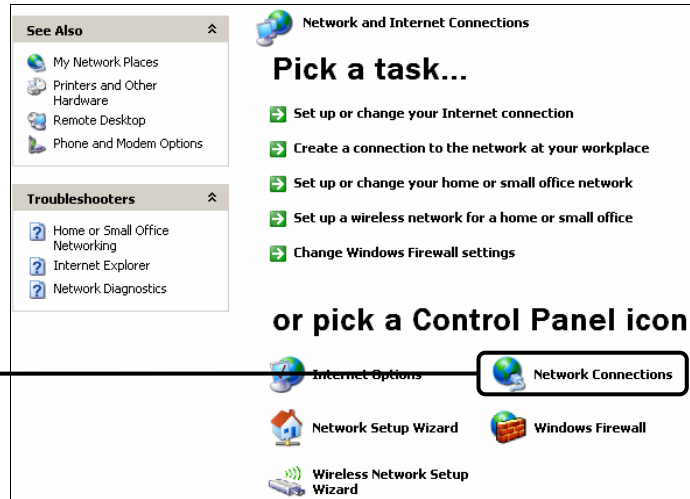 See Also
My Network Places
Printers and Other
Hardware
Remote Desktop
Phone and Modem Options
Troubleshooters
Home or Small Office
Networking
Internet Explorer
Network Diagnostics
Network and Internet Connections
Pick a task...
Set up or change your Internet connection
Create a connection to the network at your workplace
Set up or change your home or small office network
Set up a wireless network for a home or small office
Change Windows Firewall settings
or pick a Control Panel icon
Internet Options
Network Connections
Network Setup Wizard
Windows Firewall
Wireless Network Setup
Wizard